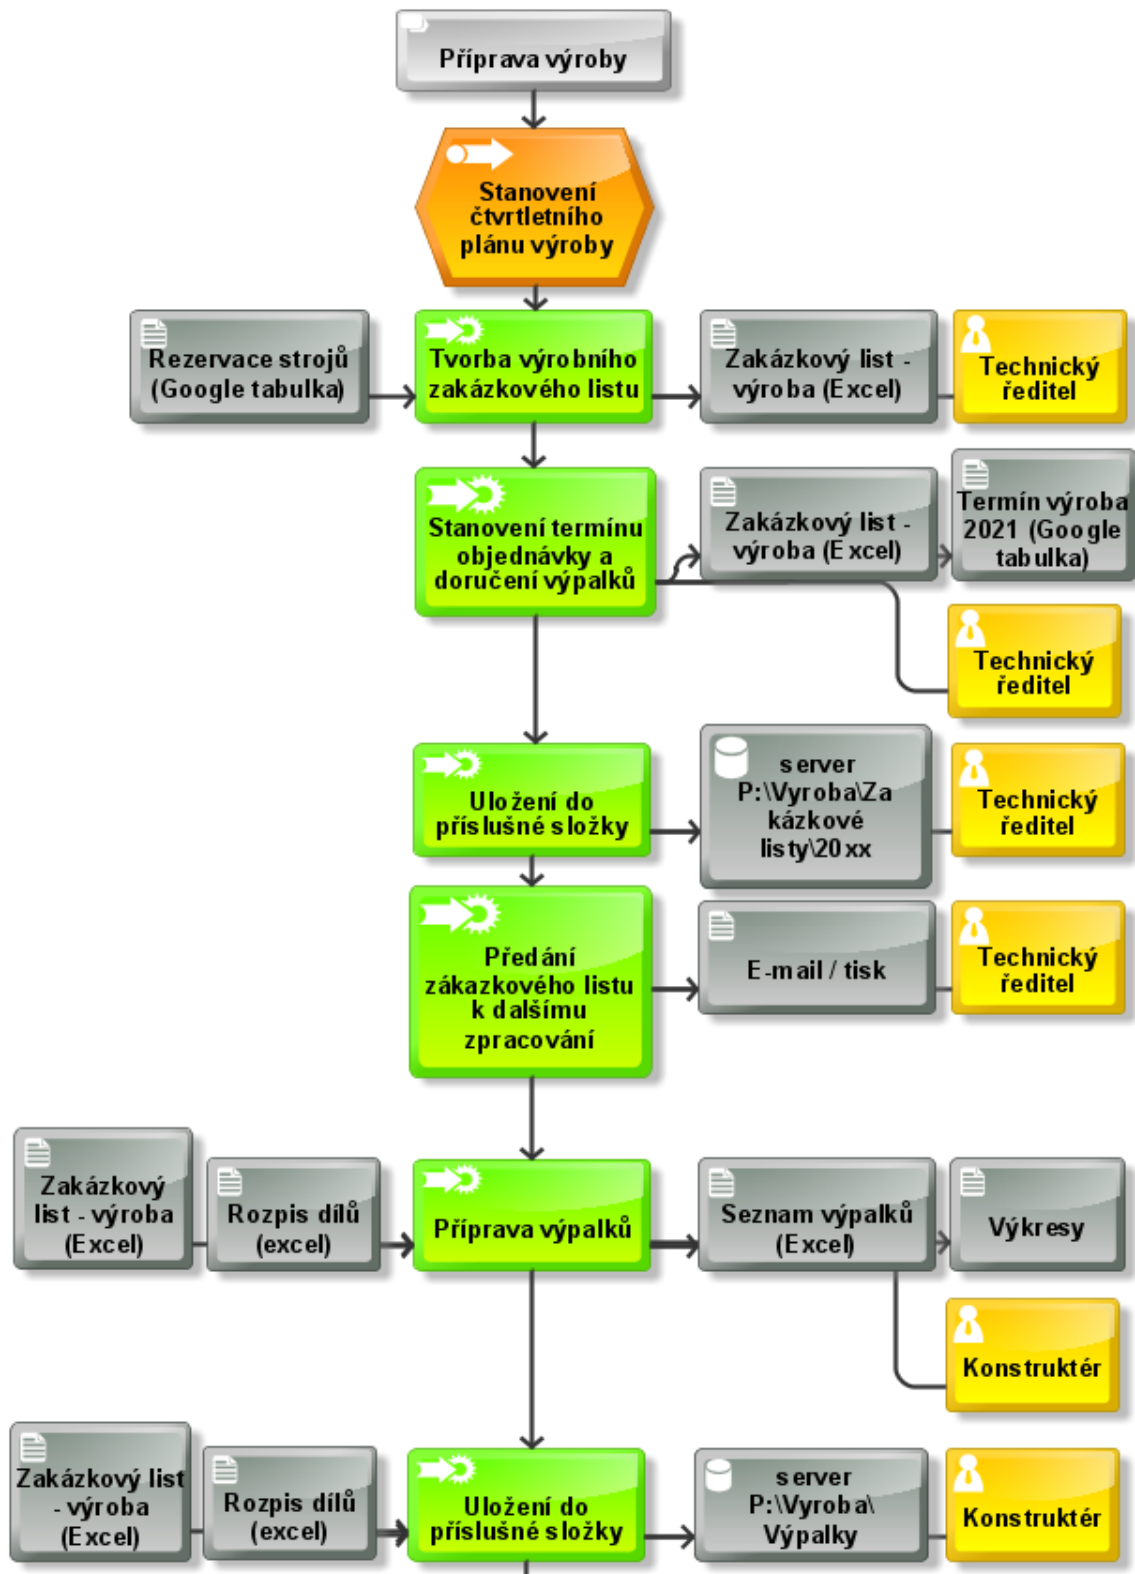 Příprava výroby
Stanovení
čtvrtletního
plánu výroby
Rezervace strojů
(Google tabulka)
Tvorba výrobního
zakázkového listu
Zakázkový list -
výroba (Excel)
Technický
ředitel
Stanovení termínu
objednávky a
doručení výpalků
Zakázkový list -
výroba (Excel)
Termín výroba
2021 (Google
tabulka)
Technický
ředitel
Uložení do
příslušné složky
server
P:\Vyroba\Za
kázkové
listy\20xx
Technický
ředitel
Předání
zákazkového listu
k dalšímu
zpracování
E-mail / tisk
Technický
ředitel
Zakázkový
list - výroba
(Excel)
Rozpis dílů
(excel)
Příprava výpalků
Seznam výpalků
(Excel)
Výkresy
Konstruktér
Zakázkový list
- výroba
(Excel)
Rozpis dílů
(excel)
Uložení do
příslušné složky
server
P:\Vyroba\
Výpalky
Konstruktér